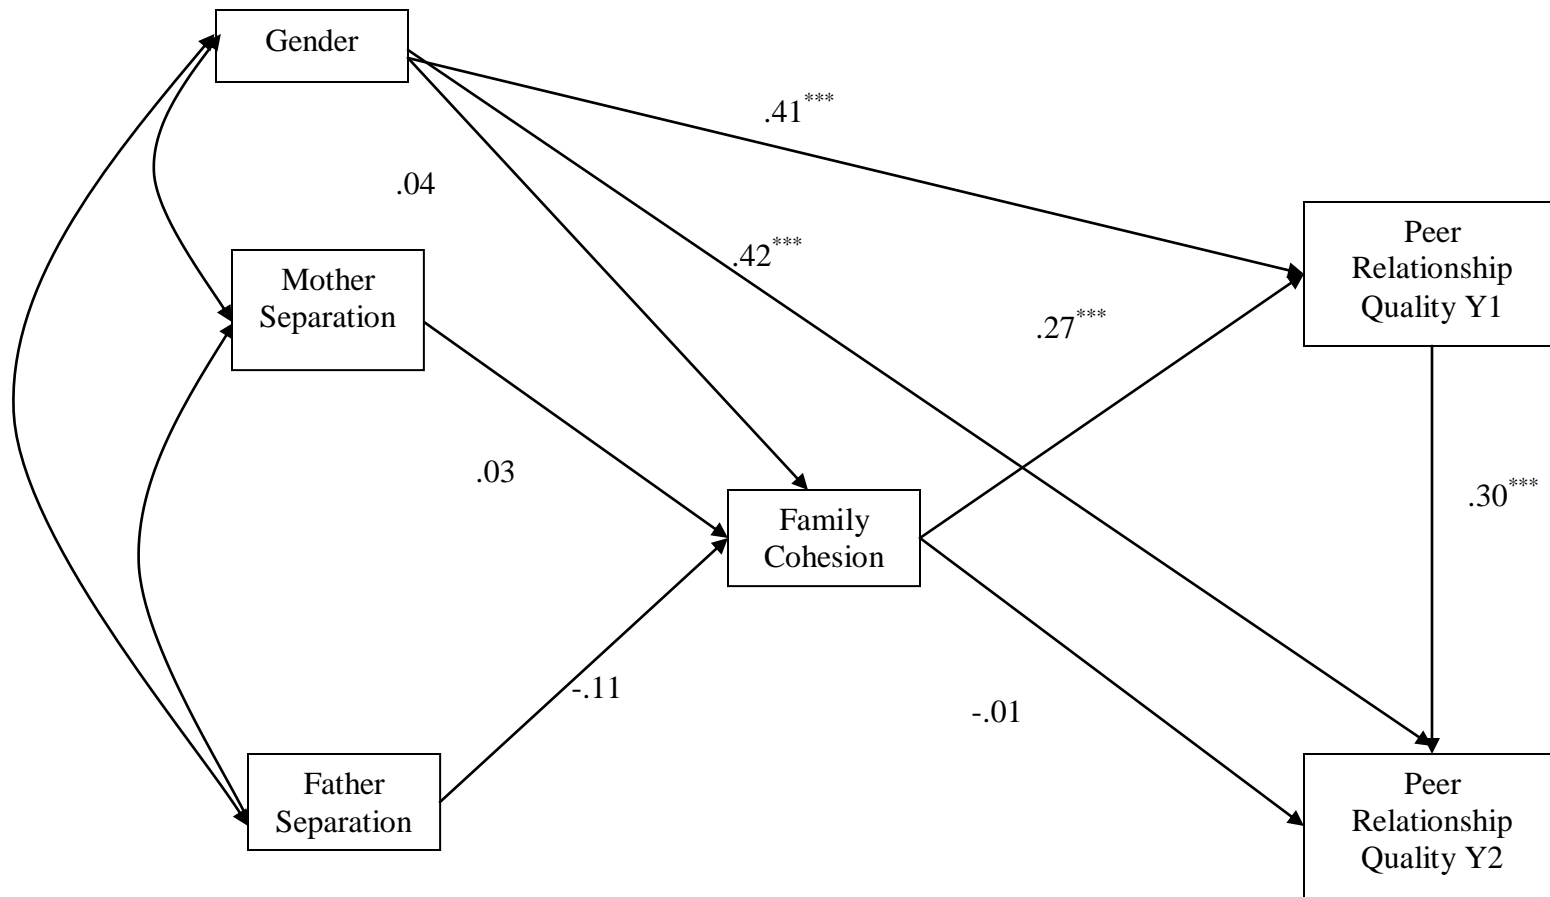 Gender
.41***
.04
Peer
Relationship
Quality Y1
.42***
Mother
Separation
.27***
.03
.30***
Family
Cohesion
-.11
-.01
Father
Separation
Peer
Relationship
Quality Y2